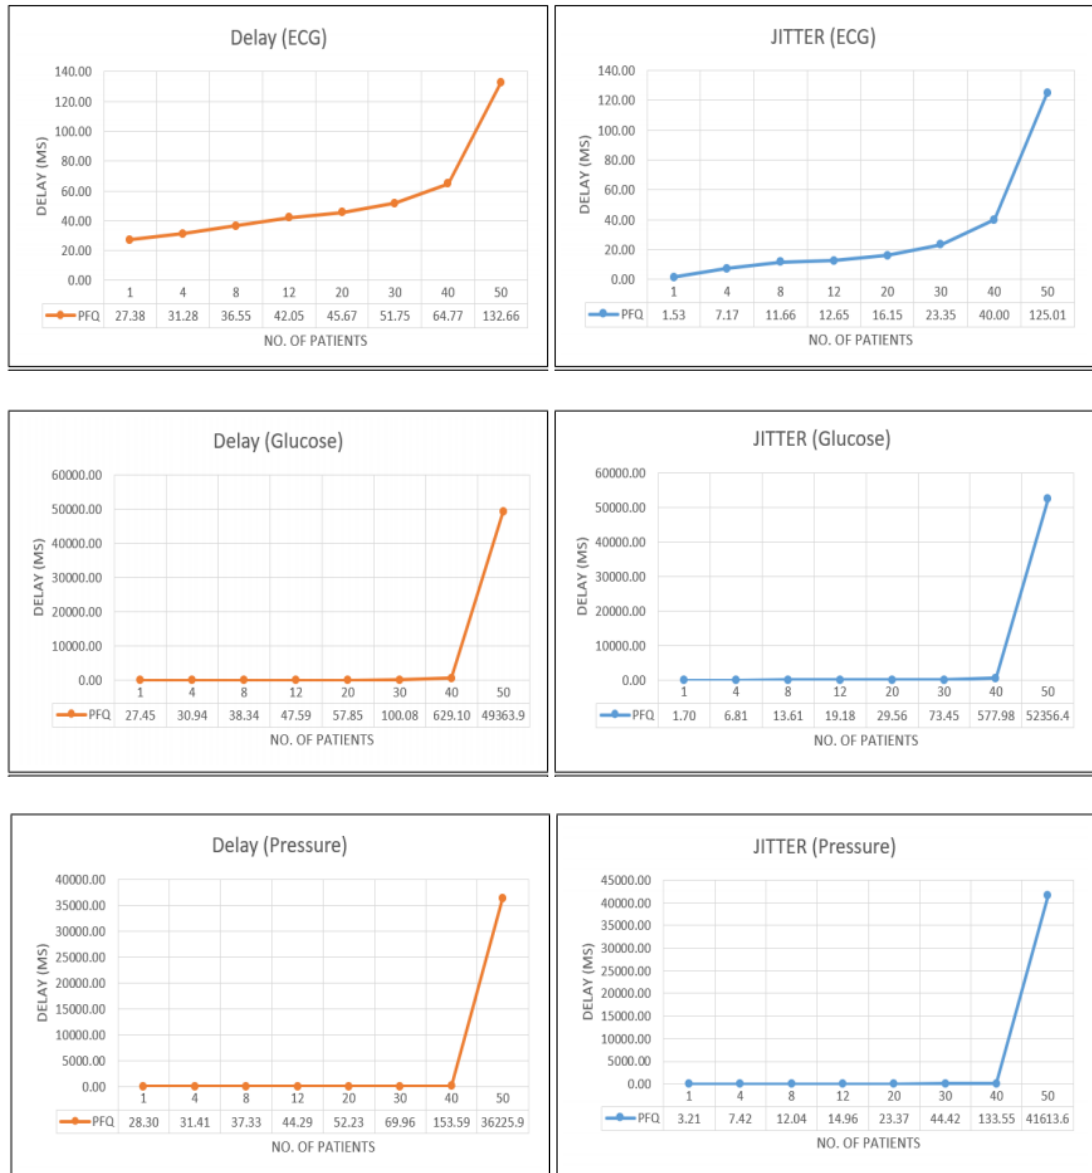 Delay (ECG)
140.00
120.00
100.00
80.00
60.00
40.00
20.00
0.00
DELAY (MS)
1 4 8 12 20 30 40 50
PFQ 27.38 31.28 36.55 42.05 45.67 51.75 64.77 132.66
NO. OF PATIENTS
JITTER (ECG)
140.00
120.00
100.00
80.00
60.00
40.00
20.00
0.00
DELAY (MS)
1 4 8 12 20 30 40 50
PFQ 1.53 7.17 11.66 12.65 16.15 23.35 40.00 125.01
NO. OF PATIENTS
Delay (Glucose)
60000.00
50000.00
40000.00
30000.00
20000.00
10000.00
0.00
DELAY (MS)
1 4 8 12 20 30 40 50
PFQ 27.45 30.94 38.34 47.59 57.85 100.08 629.10 49363.9
NO. OF PATIENTS
JITTER (Glucose)
60000.00
50000.00
40000.00
30000.00
20000.00
10000.00
0.00
DELAY (MS)
1 4 8 12 20 30 40 50
PFQ 1.70 6.81 13.61 19.18 29.56 73.45 577.98 52356.4
NO. OF PATIENTS
Delay (Pressure)
40000.00
35000.00
30000.00
25000.00
20000.00
15000.00
10000.00
5000.00
0.00
DELAY (MS)
1 4 8 12 20 30 40 50
PFQ 28.30 31.41 37.33 44.29 52.23 69.96 153.59 36225.9
NO. OF PATIENTS
JITTER (Pressure)
45000.00
40000.00
35000.00
30000.00
25000.00
20000.00
15000.00
10000.00
5000.00
0.00
DELAY (MS)
1 4 8 12 20 30 40 50
PFQ 3.21 7.42 12.04 14.96 23.37 44.42 133.55 41613.6
NO. OF PATIENTS